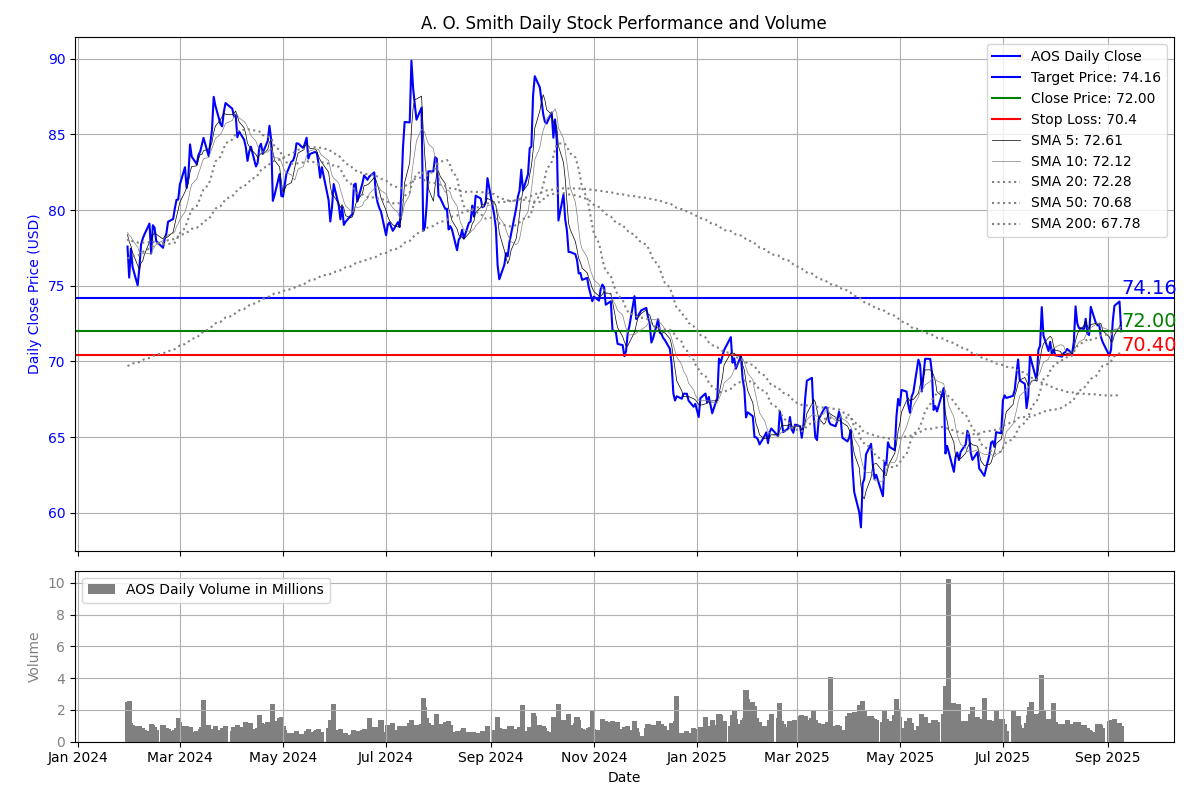 A. O. Smith Daily Stock Performance and Volume
Daily Close Price (USD)
90
85
80
75
70
65
60
AOS Daily Close
Target Price: 74.16
Close Price: 72.00
Stop Loss: 70.4
SMA 5: 72.61
SMA 10: 72.12
SMA 20: 72.28
SMA 50: 70.68
SMA 200: 67.78
74.16
72.00
70.40
Volume
10
8
6
4
2
0
AOS Daily Volume in Millions
Jan 2024 Mar 2024 May 2024 Jul 2024 Sep 2024 Nov 2024 Jan 2025 Mar 2025 May 2025 Jul 2025 Sep 2025
Date